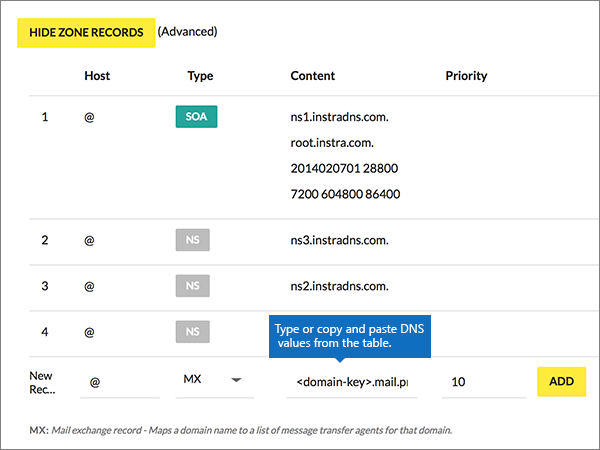 HIDE ZONE RECORDS (Advanced)
Host Type Content Priority
1 @ SOA ns1.instradns.com.
root.instra.com.
2014020701 28800
7200 604800 86400
2 @ NS ns3.instradns.com.
3 @ NS ns2.instradns.com.
4 @ NS
Type or copy and paste DNS
values from the table.
New
Rec... @ MX <domain-key>.mail.pr 10 ADD
MX: Mail exchange record - Maps a domain name to a list of message transfer agents for that domain.